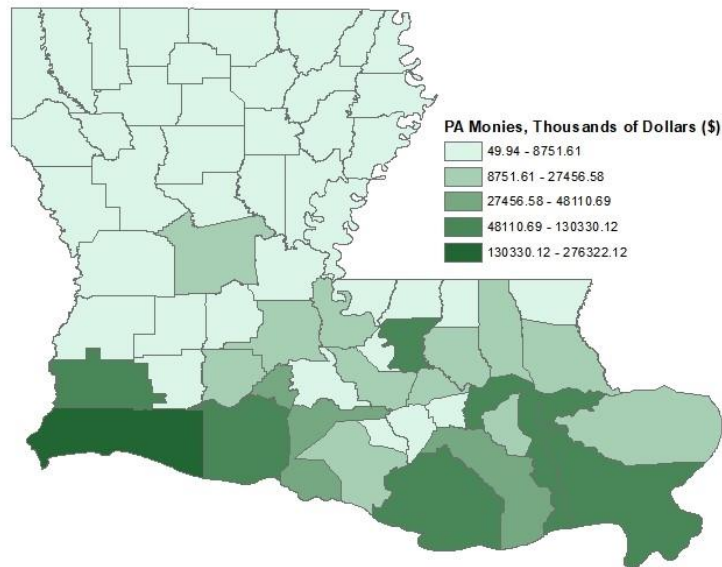 PA Monies, Thousands of Dollars ($)
49.94 - 8751.61
8751.61 - 27456.58
27456.58 - 48110.69
48110.69 - 130330.12
130330.12 - 276322.12